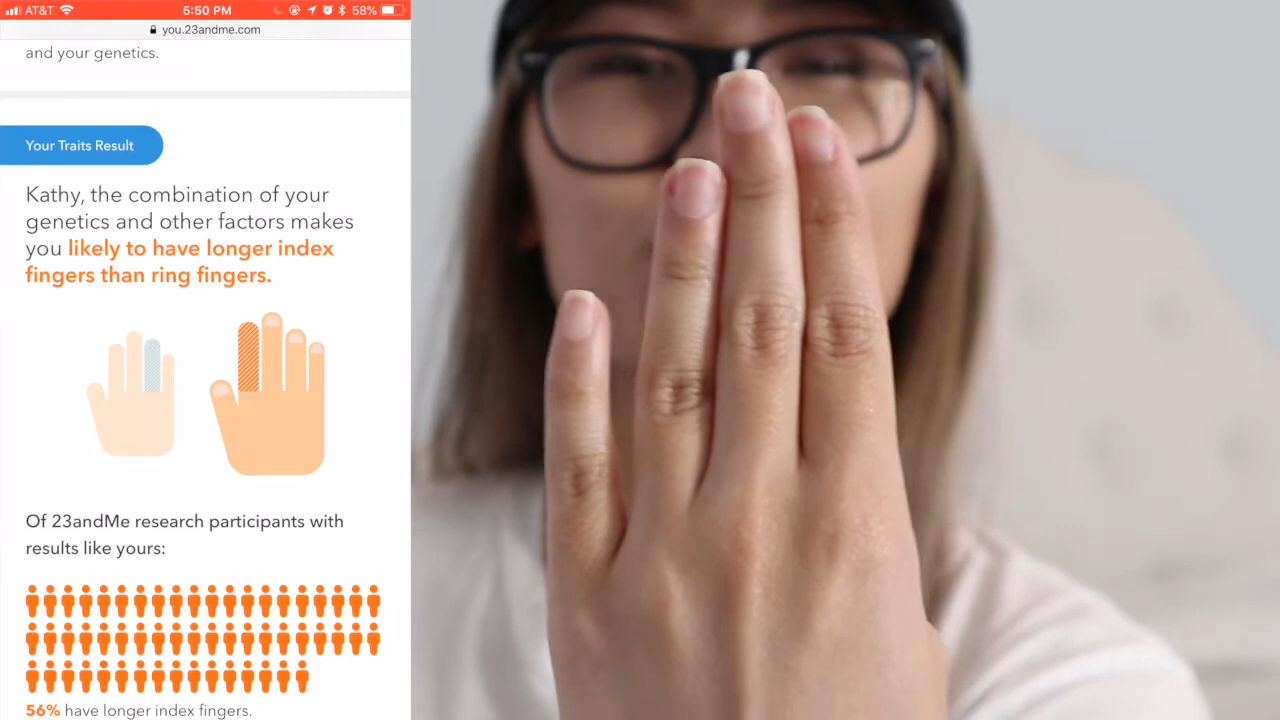 AT&T
5:50 PM
58%
you.23andme.com
and your genetics.
Your Traits Result
Kathy, the combination of your
genetics and other factors makes
you likely to have longer index
fingers than ring fingers.
Of 23andMe research participants with
results like yours:
56% have longer index fingers.